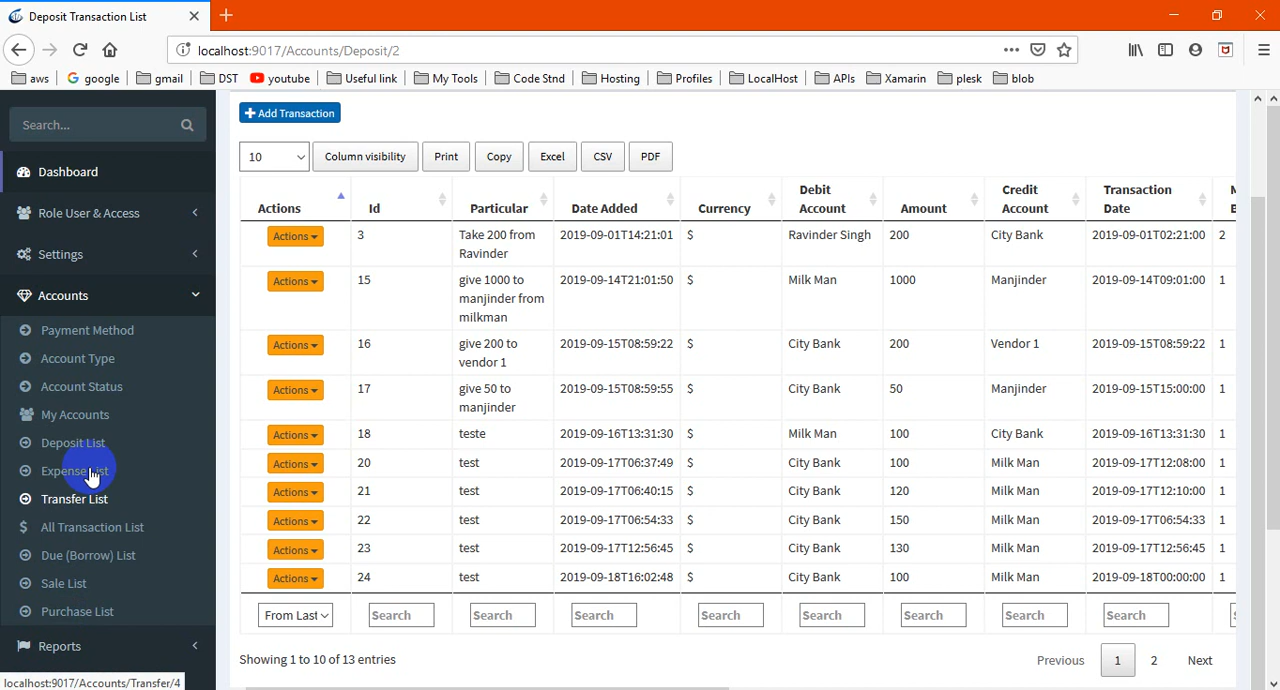 Deposit Transaction List
localhost:9017/Accounts/Deposit/2
aws google gmail DST youtube Useful link My Tools Code Stnd Hosting Profiles LocalHost APIs Xamarin plesk blob
Search...
Dashboard
Role User & Access
Settings
Accounts
Payment Method
Account Type
Account Status
My Accounts
Deposit List
Expense List
Transfer List
All Transaction List
Due (Borrow) List
Sale List
Purchase List
Reports
localhost:9017/Accounts/Transfer/4
Add Transaction
10 Column visibility Print Copy Excel CSV PDF
Actions Id Particular Date Added Currency Debit Account Amount Credit Account Transaction Date
Actions 3 Take 200 from Ravinder 2019-09-01T14:21:01 $ Ravinder Singh 200 City Bank 2019-09-01T02:21:00 2
Actions 15 give 1000 to manjinder from milkman 2019-09-14T21:01:50 $ Milk Man 1000 Manjinder 2019-09-14T09:01:00 1
Actions 16 give 200 to vendor 1 2019-09-15T08:59:22 $ City Bank 200 Vendor 1 2019-09-15T08:59:22 1
Actions 17 give 50 to manjinder 2019-09-15T08:59:55 $ City Bank 50 Manjinder 2019-09-15T15:00:00 1
Actions 18 teste 2019-09-16T13:31:30 $ Milk Man 100 City Bank 2019-09-16T13:31:30 1
Actions 20 test 2019-09-17T06:37:49 $ City Bank 100 Milk Man 2019-09-17T12:08:00 1
Actions 21 test 2019-09-17T06:40:15 $ City Bank 120 Milk Man 2019-09-17T12:10:00 1
Actions 22 test 2019-09-17T06:54:33 $ City Bank 150 Milk Man 2019-09-17T06:54:33 1
Actions 23 test 2019-09-17T12:56:45 $ City Bank 130 Milk Man 2019-09-17T12:56:45 1
Actions 24 test 2019-09-18T16:02:48 $ City Bank 100 Milk Man 2019-09-18T00:00:00 1
From Last Search Search Search Search Search Search Search Search
Showing 1 to 10 of 13 entries
Previous 1 2 Next